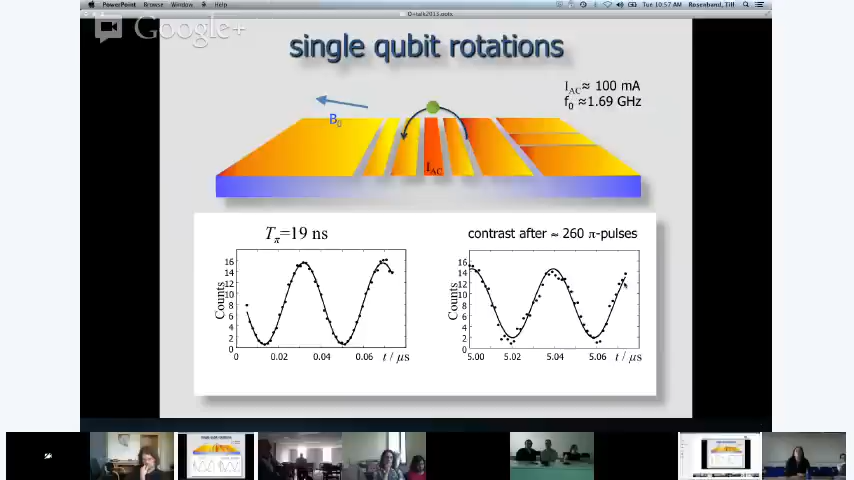 PowerPoint Browse Window Help
Tue 10:57 AM Rosenband, Till
Q+talk2013.pptx
Google+
single qubit rotations
I_AC ≈ 100 mA
f₀ ≈1.69 GHz
B₀
I_AC
T_π=19 ns
contrast after ≈ 260 π-pulses
Counts
16
14
12
10
8
6
4
2
0
0 0.02 0.04 0.06 t / μs
Counts
16
14
12
10
8
6
4
2
0
5.00 5.02 5.04 5.06 t / μs